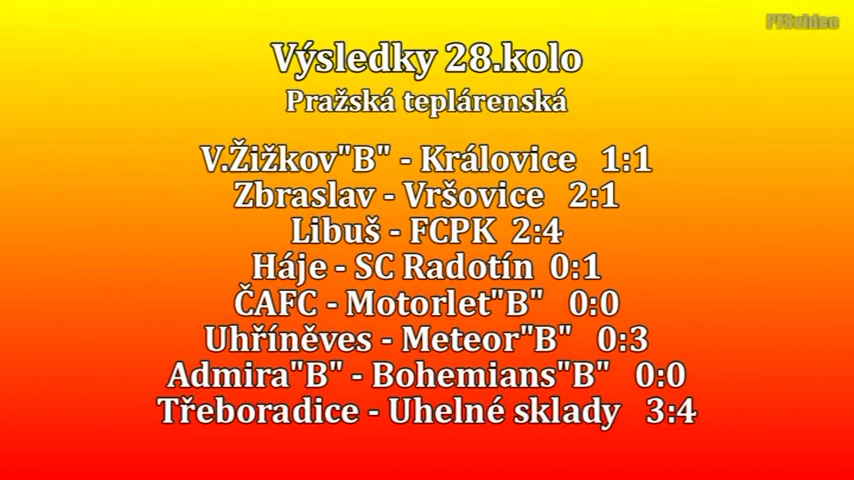 PFSvideo
Výsledky 28.kolo
Pražská teplárenská
V.Žižkov"B" - Královice 1:1
Zbraslav - Vršovice 2:1
Libuš - FCPK 2:4
Háje - SC Radotín 0:1
ČAFC - Motorlet"B" 0:0
Uhříněves - Meteor"B" 0:3
Admira"B" - Bohemians"B" 0:0
Třeboradice - Uhelné sklady 3:4